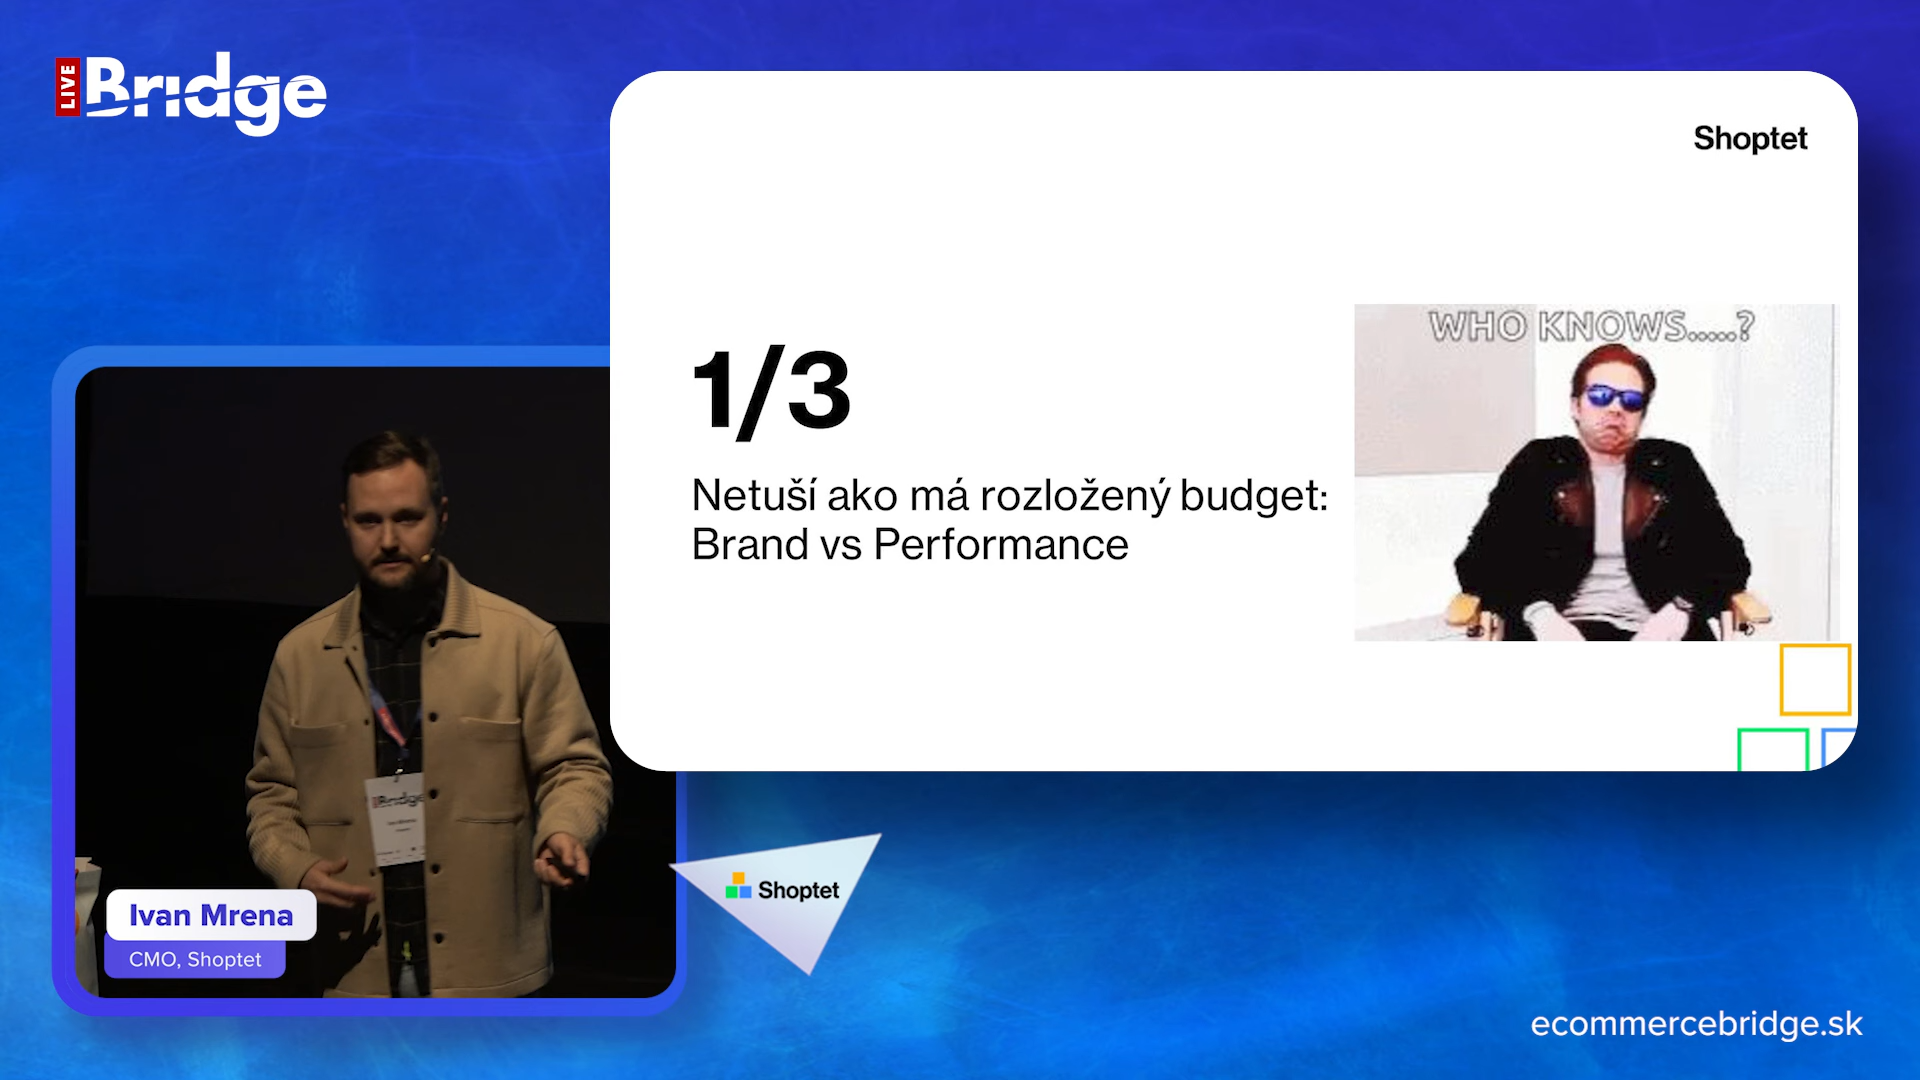 LIVE
Bridge
Shoptet
WHO KNOWS.....?
1/3
Netuší ako má rozložený budget:
Brand vs Performance
Bridge
Ivan Mrena
CMO, Shoptet
Shoptet
ecommercebridge.sk